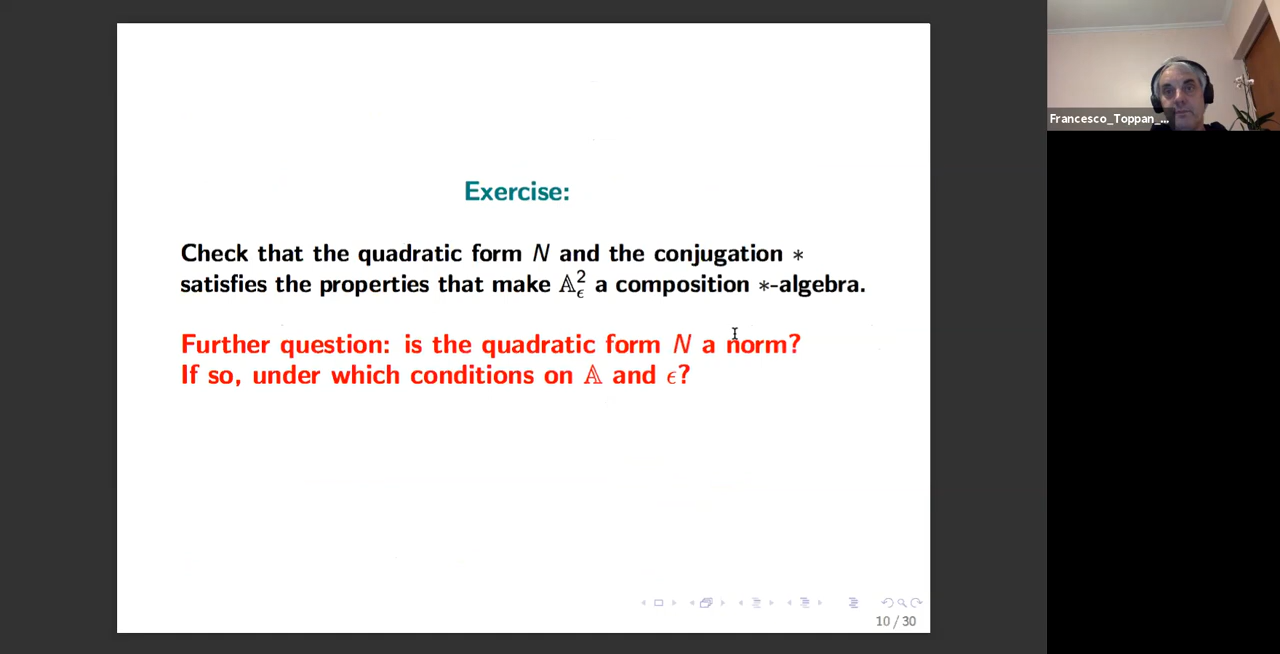 Exercise:
Check that the quadratic form N and the conjugation *
satisfies the properties that make 𝔸²_ϵ a composition *-algebra.
Further question: is the quadratic form N a norm?
If so, under which conditions on 𝔸 and ϵ?
10 / 30
Francesco_Toppan_...